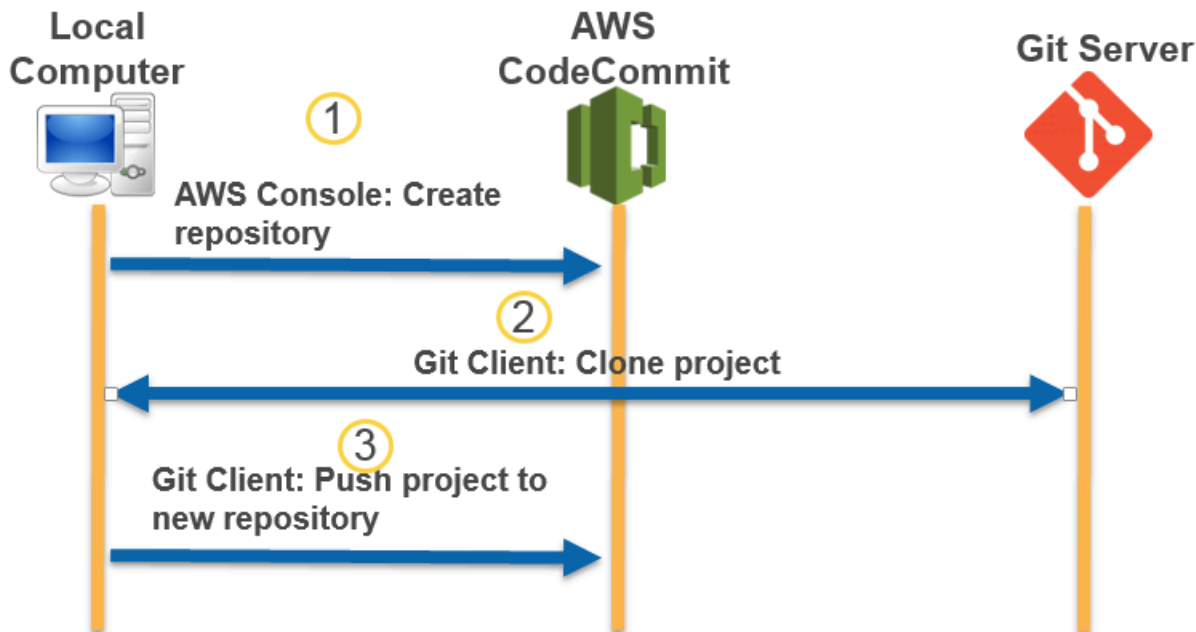 Local
Computer
AWS
CodeCommit
Git Server
1
AWS Console: Create
repository
2
Git Client: Clone project
3
Git Client: Push project to
new repository